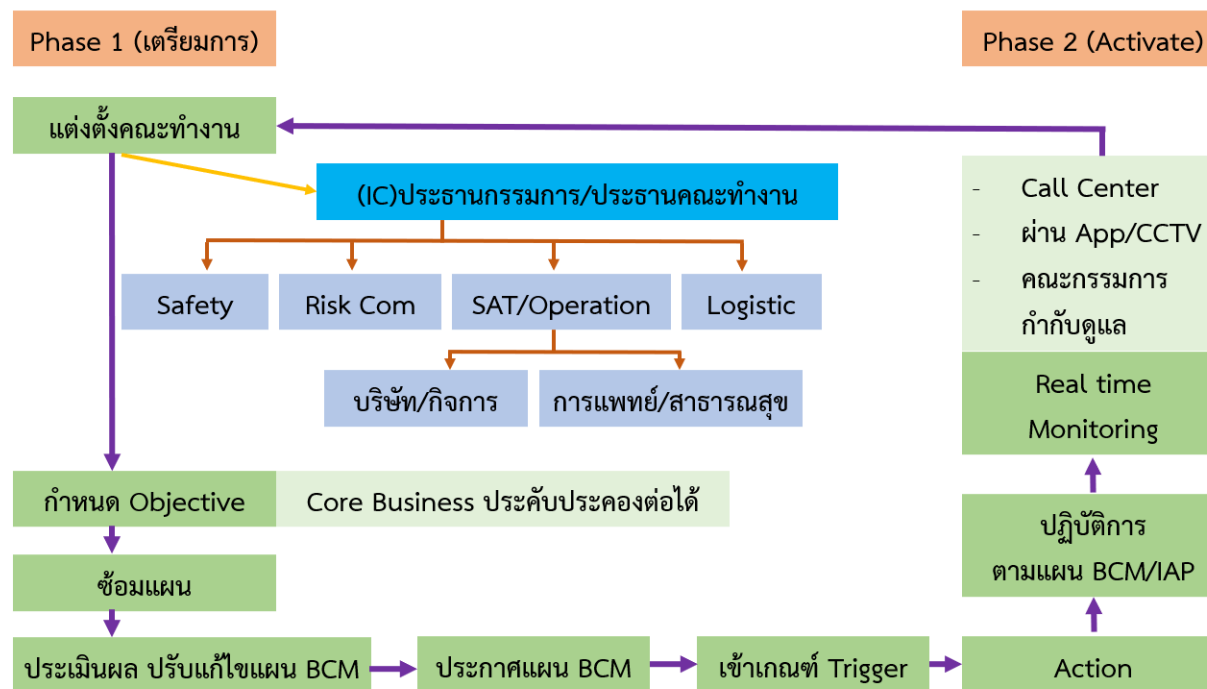 Phase 1 (เตรียมการ)
Phase 2 (Activate)
แต่งตั้งคณะทำงาน
(IC)ประธานกรรมการ/ประธานคณะทำงาน
Safety
Risk Com
SAT/Operation
Logistic
บริษัท/กิจการ
การแพทย์/สาธารณสุข
- Call Center
- ผ่าน App/CCTV
- คณะกรรมการ
กำกับดูแล
Real time
Monitoring
กำหนด Objective
Core Business ประคับประคองต่อได้
ปฏิบัติการ
ตามแผน BCM/IAP
ซ้อมแผน
ประเมินผล ปรับแก้ไขแผน BCM
ประกาศแผน BCM
เข้าเกณฑ์ Trigger
Action